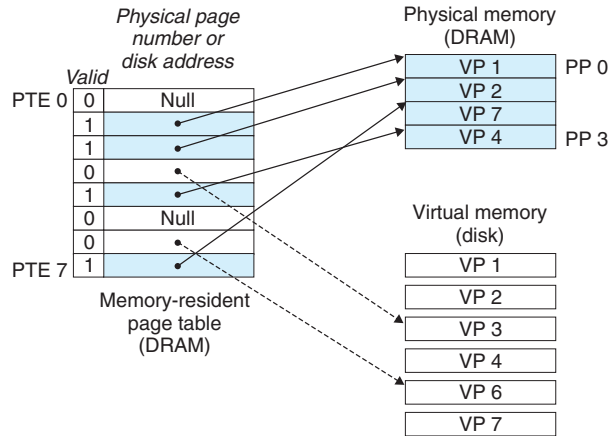 Physical page
number or
disk address
Valid
PTE 0
0
Null
1
1
0
1
0
Null
0
PTE 7
1
Memory-resident
page table
(DRAM)
Physical memory
(DRAM)
VP 1
PP 0
VP 2
VP 7
VP 4
PP 3
Virtual memory
(disk)
VP 1
VP 2
VP 3
VP 4
VP 6
VP 7